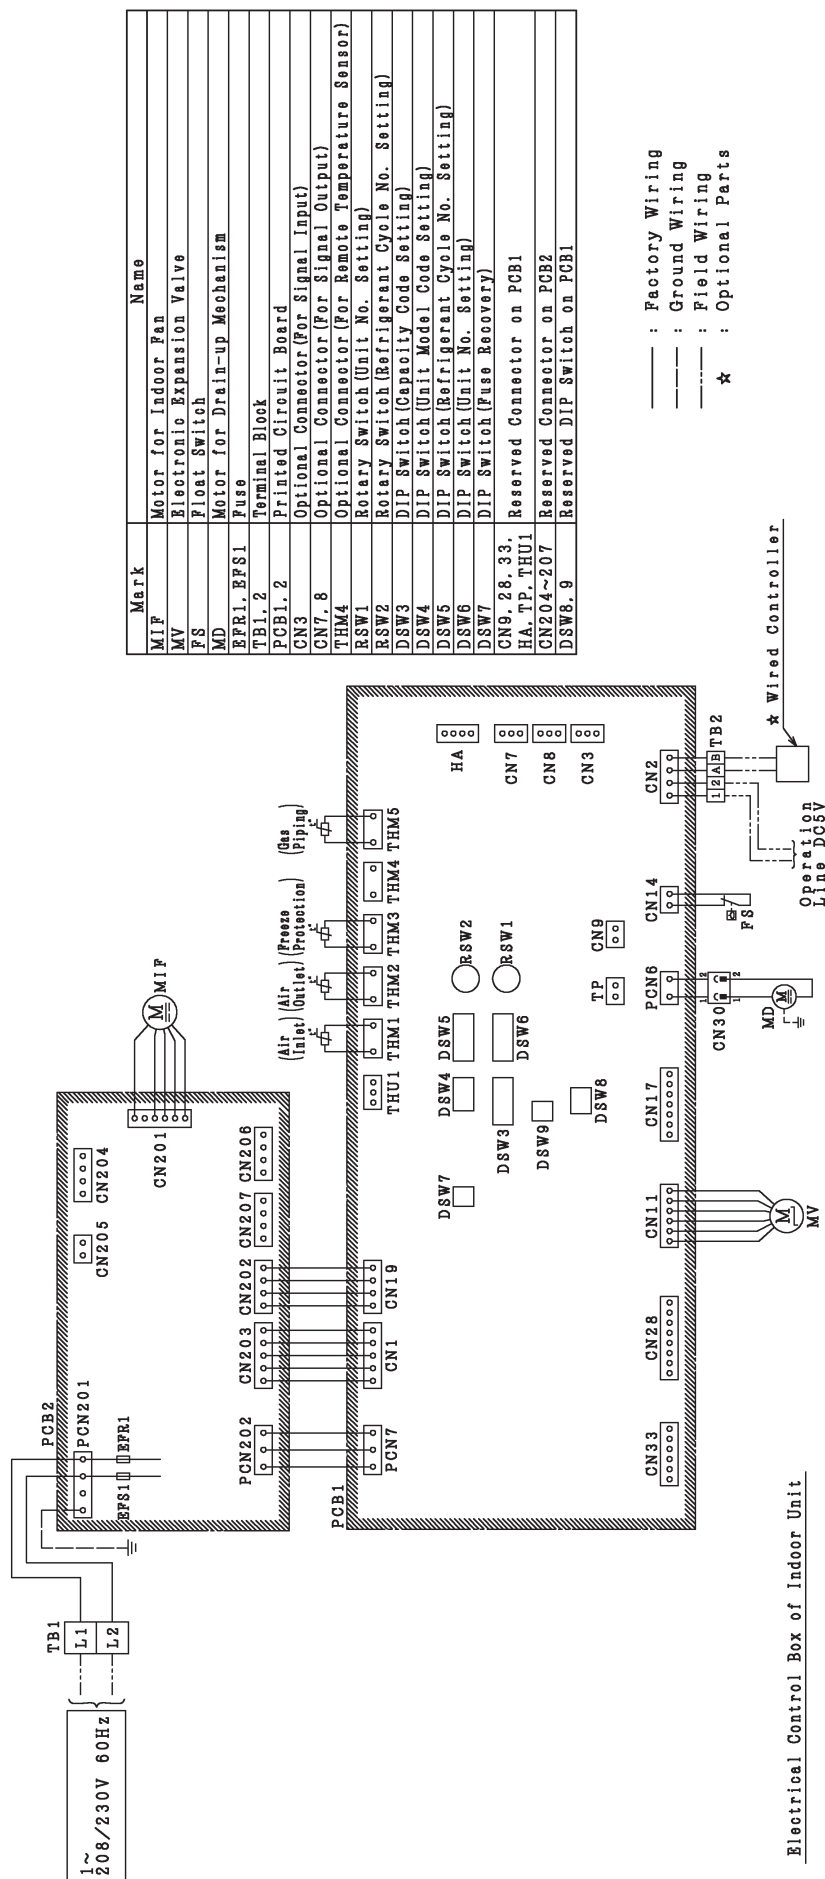 1~
208/230V 60Hz
TB1
L1
L2
PCB2
PCN201
EFS1
EFR1
CN205
CN204
CN201
MIF
PCN202
CN203
CN202
CN207
CN206
PCB1
PCN7
CN1
CN19
THU1
THM1
THM2
THM3
THM4
THM5
(Air Inlet)
(Air Outlet)
(Freeze Protection)
(Gas Piping)
t°
t°
t°
t°
DSW7
DSW4
DSW5
RSW2
DSW3
DSW6
RSW1
DSW9
DSW8
TP
CN9
HA
CN7
CN8
CN3
CN33
CN28
CN11
CN17
PCN6
CN14
CN2
M
MV
1 2
CN30
1 2
M
MD
FS
1 2 A B
TB2
Operation
Line DC5V
☆ Wired Controller
M
Electrical Control Box of Indoor Unit
Mark Name
MIF Motor for Indoor Fan
MV Electronic Expansion Valve
FS Float Switch
MD Motor for Drain-up Mechanism
EFR1, EFS1 Fuse
TB1, 2 Terminal Block
PCB1, 2 Printed Circuit Board
CN3 Optional Connector(For Signal Input)
CN7, 8 Optional Connector(For Signal Output)
THM4 Optional Connector(For Remote Temperature Sensor)
RSW1 Rotary Switch(Unit No. Setting)
RSW2 Rotary Switch(Refrigerant Cycle No. Setting)
DSW3 DIP Switch(Capacity Code Setting)
DSW4 DIP Switch(Unit Model Code Setting)
DSW5 DIP Switch(Refrigerant Cycle No. Setting)
DSW6 DIP Switch(Unit No. Setting)
DSW7 DIP Switch(Fuse Recovery)
CN9, 28, 33,
HA, TP, THU1 Reserved Connector on PCB1
CN204~207 Reserved Connector on PCB2
DSW8, 9 Reserved DIP Switch on PCB1
: Factory Wiring
: Ground Wiring
: Field Wiring
☆ : Optional Parts